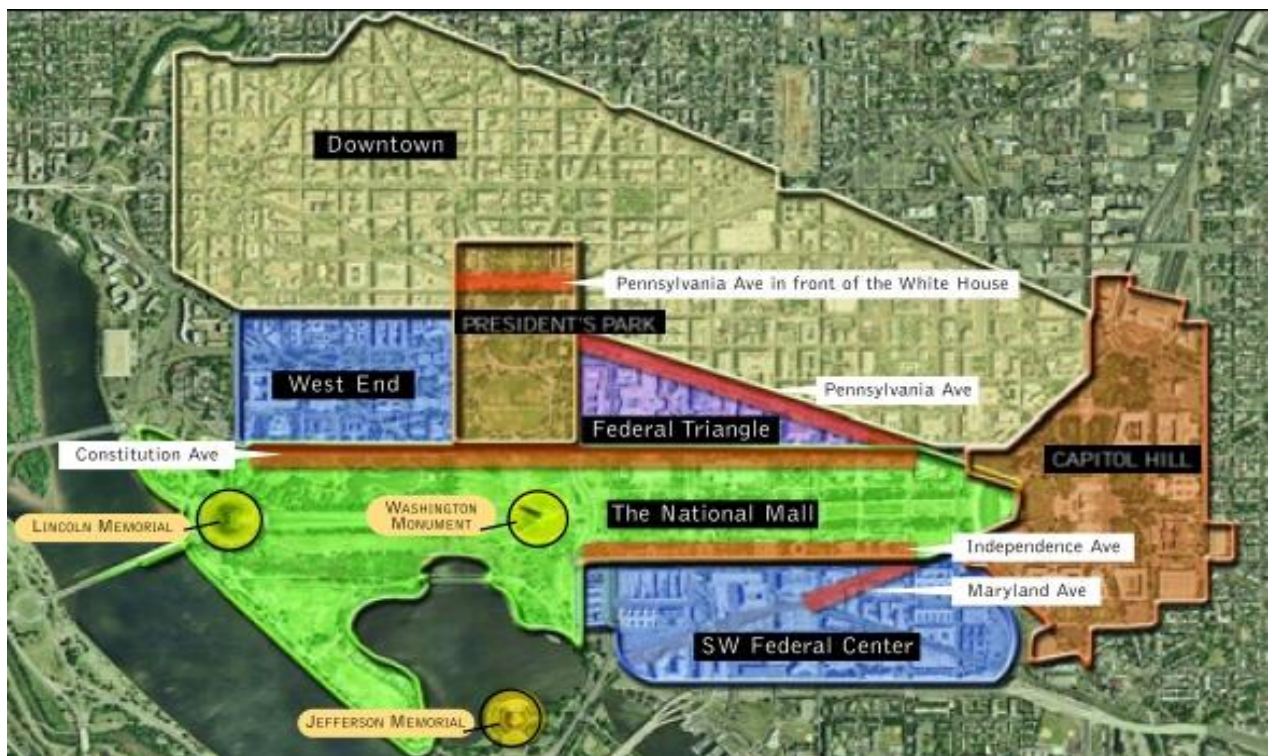 Downtown
Pennsylvania Ave in front of the White House
PRESIDENT'S PARK
West End
Pennsylvania Ave
Federal Triangle
Constitution Ave
CAPITOL HILL
LINCOLN MEMORIAL
WASHINGTON
MONUMENT
The National Mall
Independence Ave
Maryland Ave
SW Federal Center
JEFFERSON MEMORIAL